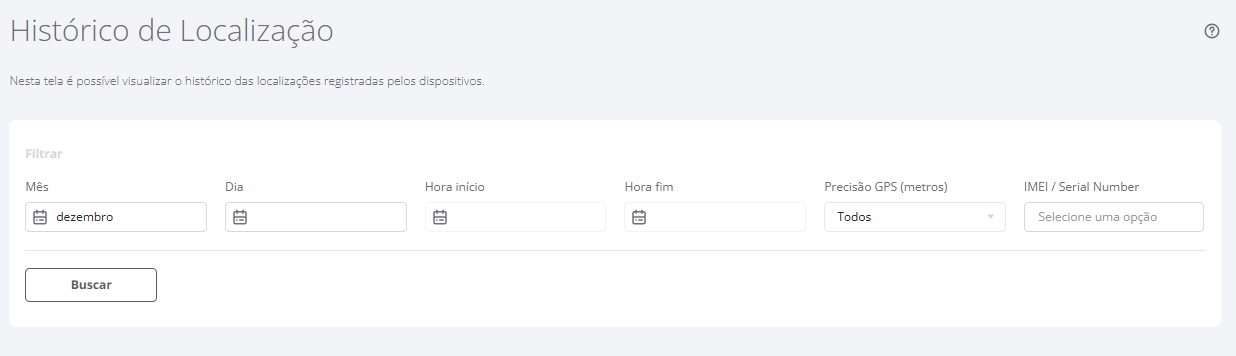 Histórico de Localização
Nesta tela é possível visualizar o histórico das localizações registradas pelos dispositivos.
Filtrar
Mês
Dia
Hora início
Hora fim
Precisão GPS (metros)
IMEI / Serial Number
dezembro
Todos
Selecione uma opção
Buscar